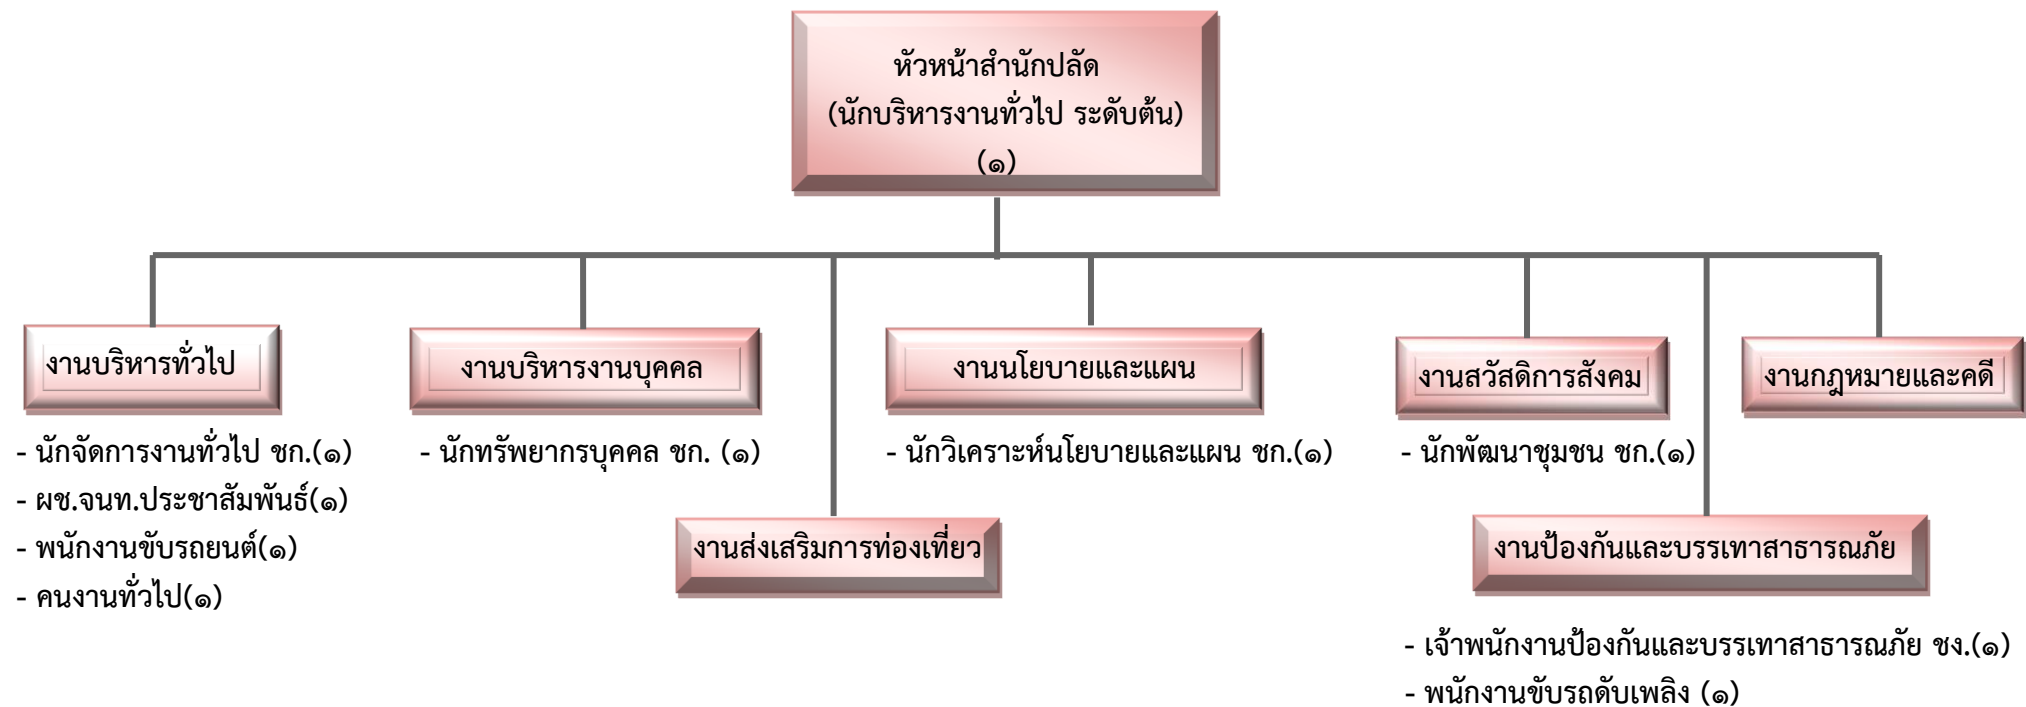 หัวหน้าสำนักปลัด
(นักบริหารงานทั่วไป ระดับต้น)
(๑)
งานบริหารทั่วไป
- นักจัดการงานทั่วไป ชก.(๑)
- ผช.จนท.ประชาสัมพันธ์(๑)
- พนักงานขับรถยนต์(๑)
- คนงานทั่วไป(๑)
งานบริหารงานบุคคล
- นักทรัพยากรบุคคล ชก. (๑)
งานส่งเสริมการท่องเที่ยว
งานนโยบายและแผน
- นักวิเคราะห์นโยบายและแผน ชก.(๑)
งานสวัสดิการสังคม
- นักพัฒนาชุมชน ชก.(๑)
งานป้องกันและบรรเทาสาธารณภัย
- เจ้าพนักงานป้องกันและบรรเทาสาธารณภัย ชง.(๑)
- พนักงานขับรถดับเพลิง (๑)
งานกฎหมายและคดี